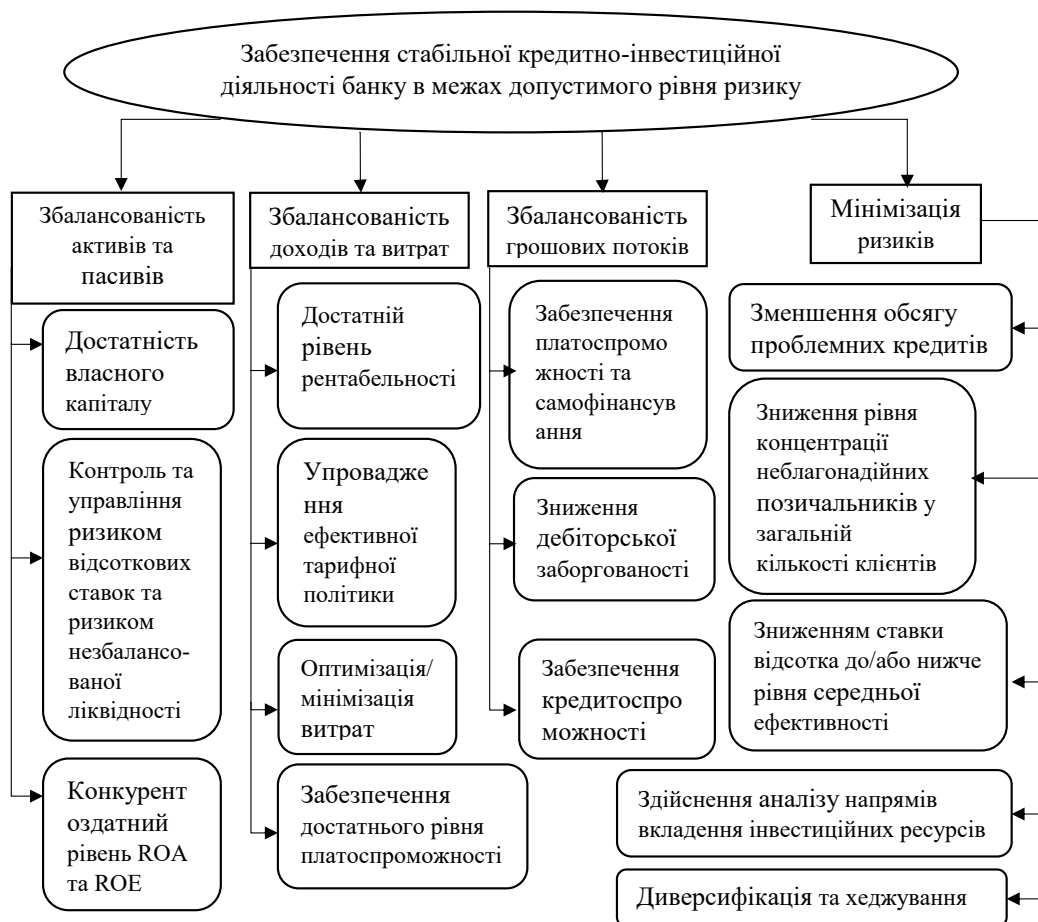 Забезпечення стабільної кредитно-інвестиційної
діяльності банку в межах допустимого рівня ризику
Збалансованість
активів та
пасивів
Достатність
власного
капіталу
Контроль та
управління
ризиком
відсоткових
ставок та
ризиком
незбалансо-
ваної
ліквідності
Конкурент
оздатний
рівень ROA
та ROE
Збалансованість
доходів та витрат
Достатній
рівень
рентабельності
Упровадже
ння
ефективної
тарифної
політики
Оптимізація/
мінімізація
витрат
Забезпечення
достатнього рівня
платоспроможності
Збалансованість
грошових потоків
Забезпечення
платоспромо
жності та
самофінансув
ання
Зниження
дебіторської
заборгованості
Забезпечення
кредитоспро
можності
Мінімізація
ризиків
Зменшення обсягу
проблемних кредитів
Зниження рівня
концентрації
неблагонадійних
позичальників у
загальній
кількості клієнтів
Зниженням ставки
відсотка до/або нижче
рівня середньої
ефективності
Здійснення аналізу напрямів
вкладення інвестиційних ресурсів
Диверсифікація та хеджування